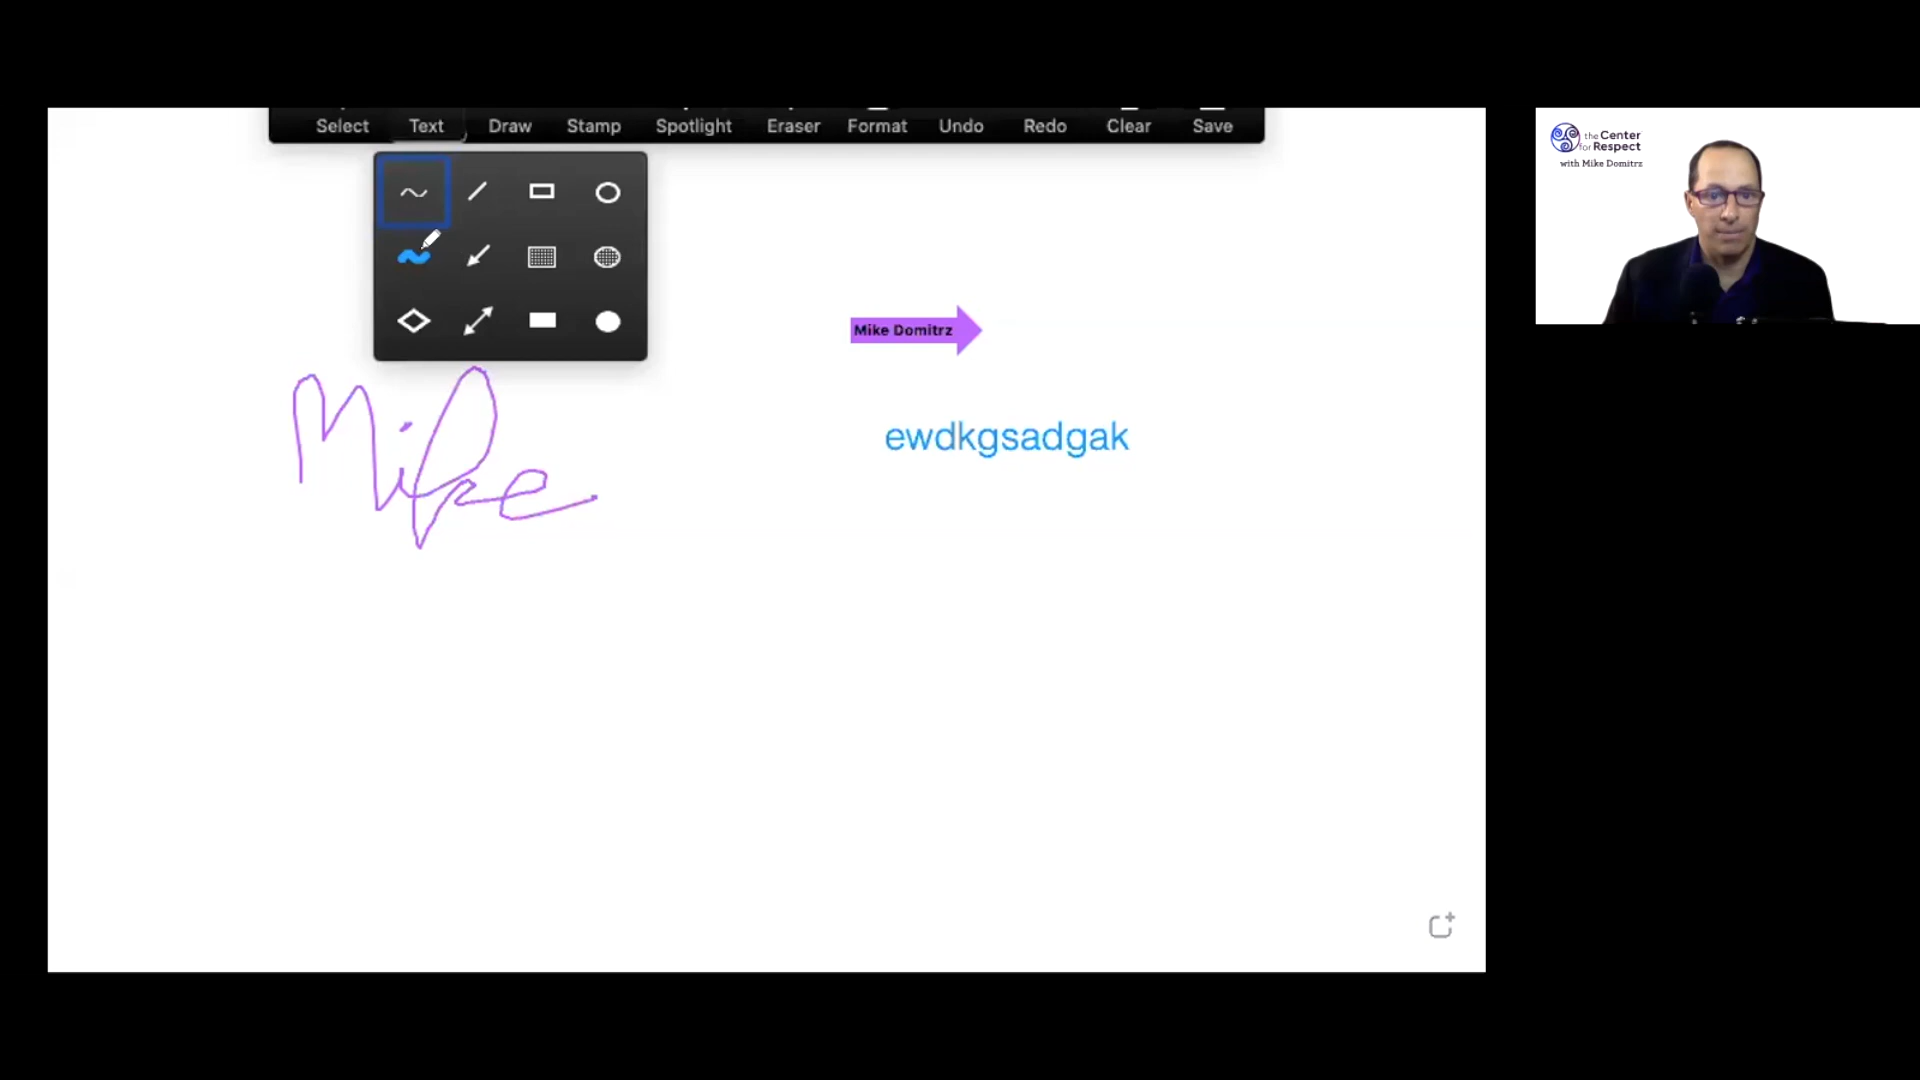 Select Text Draw Stamp Spotlight Eraser Format Undo Redo Clear Save
the Center
for Respect
with Mike Domitrz
Mike Domitrz
Mike
ewdkgsadgak